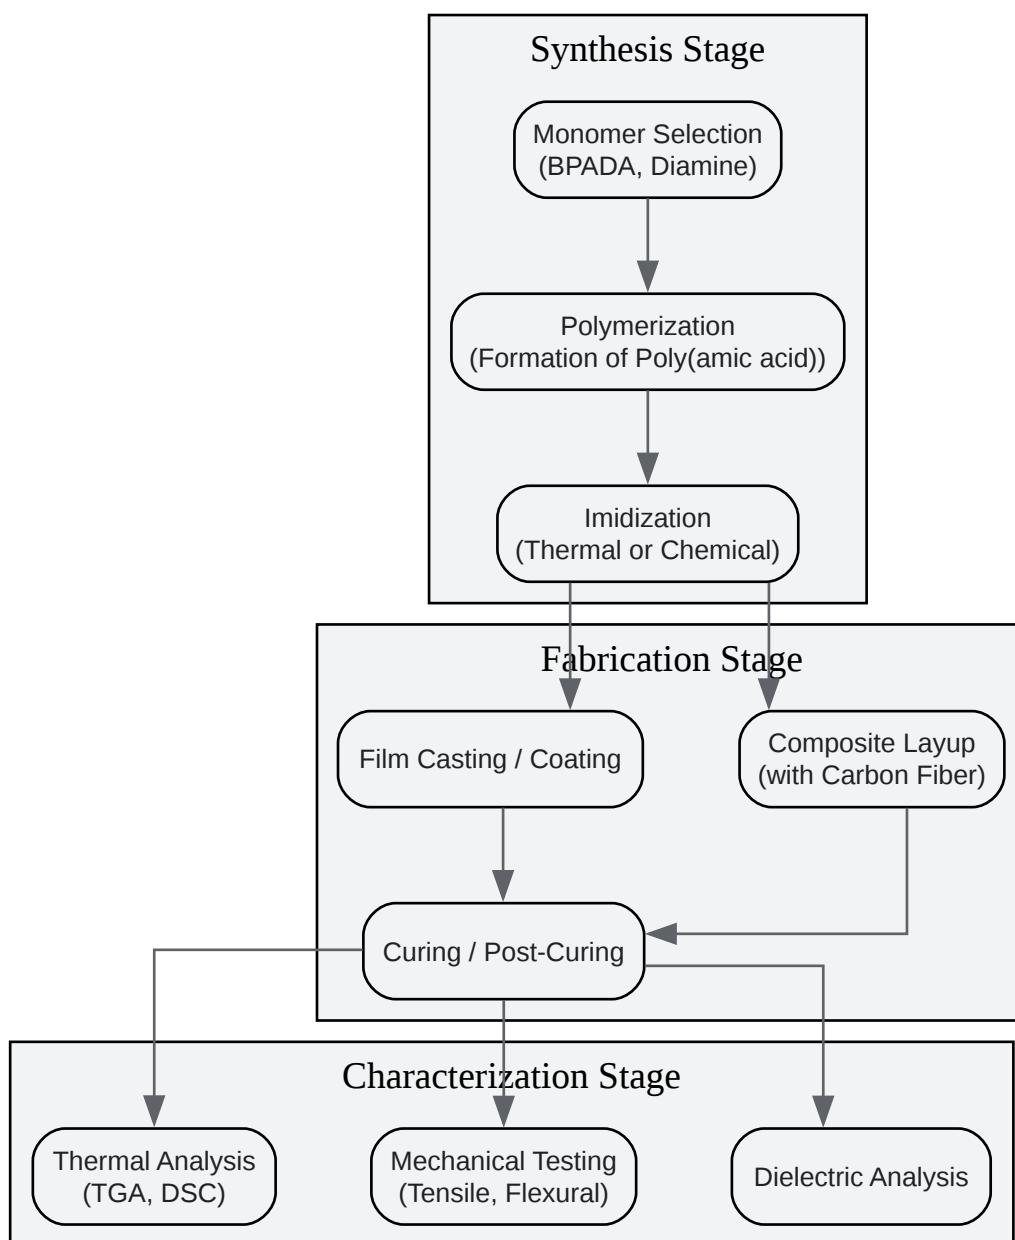 Synthesis Stage
Monomer Selection
(BPADA, Diamine)
Polymerization
(Formation of Poly(amic acid))
Imidization
(Thermal or Chemical)
Fabrication Stage
Film Casting / Coating
Composite Layup
(with Carbon Fiber)
Curing / Post-Curing
Characterization Stage
Thermal Analysis
(TGA, DSC)
Mechanical Testing
(Tensile, Flexural)
Dielectric Analysis